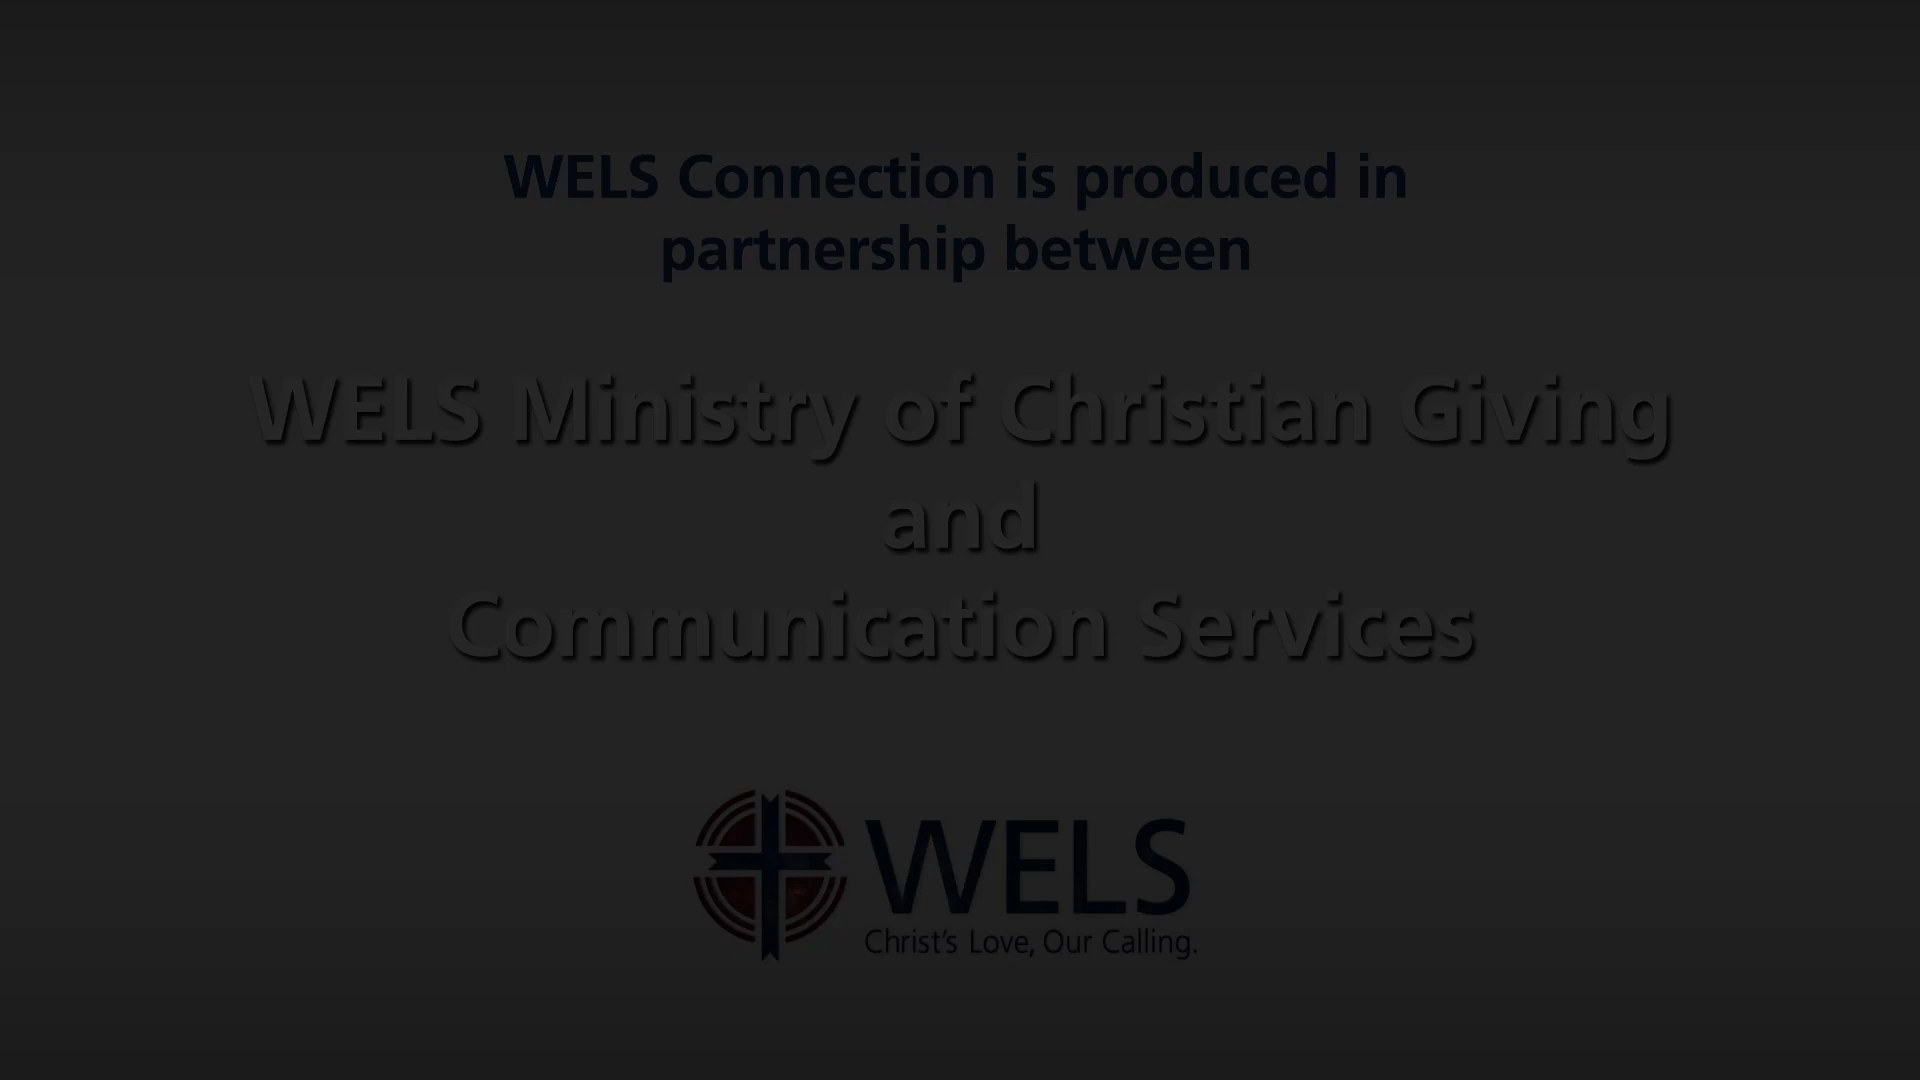 WELS Connection is produced in
partnership between
WELS Ministry of Christian Giving
and
Communication Services
WELS
Christ's Love, Our Calling.